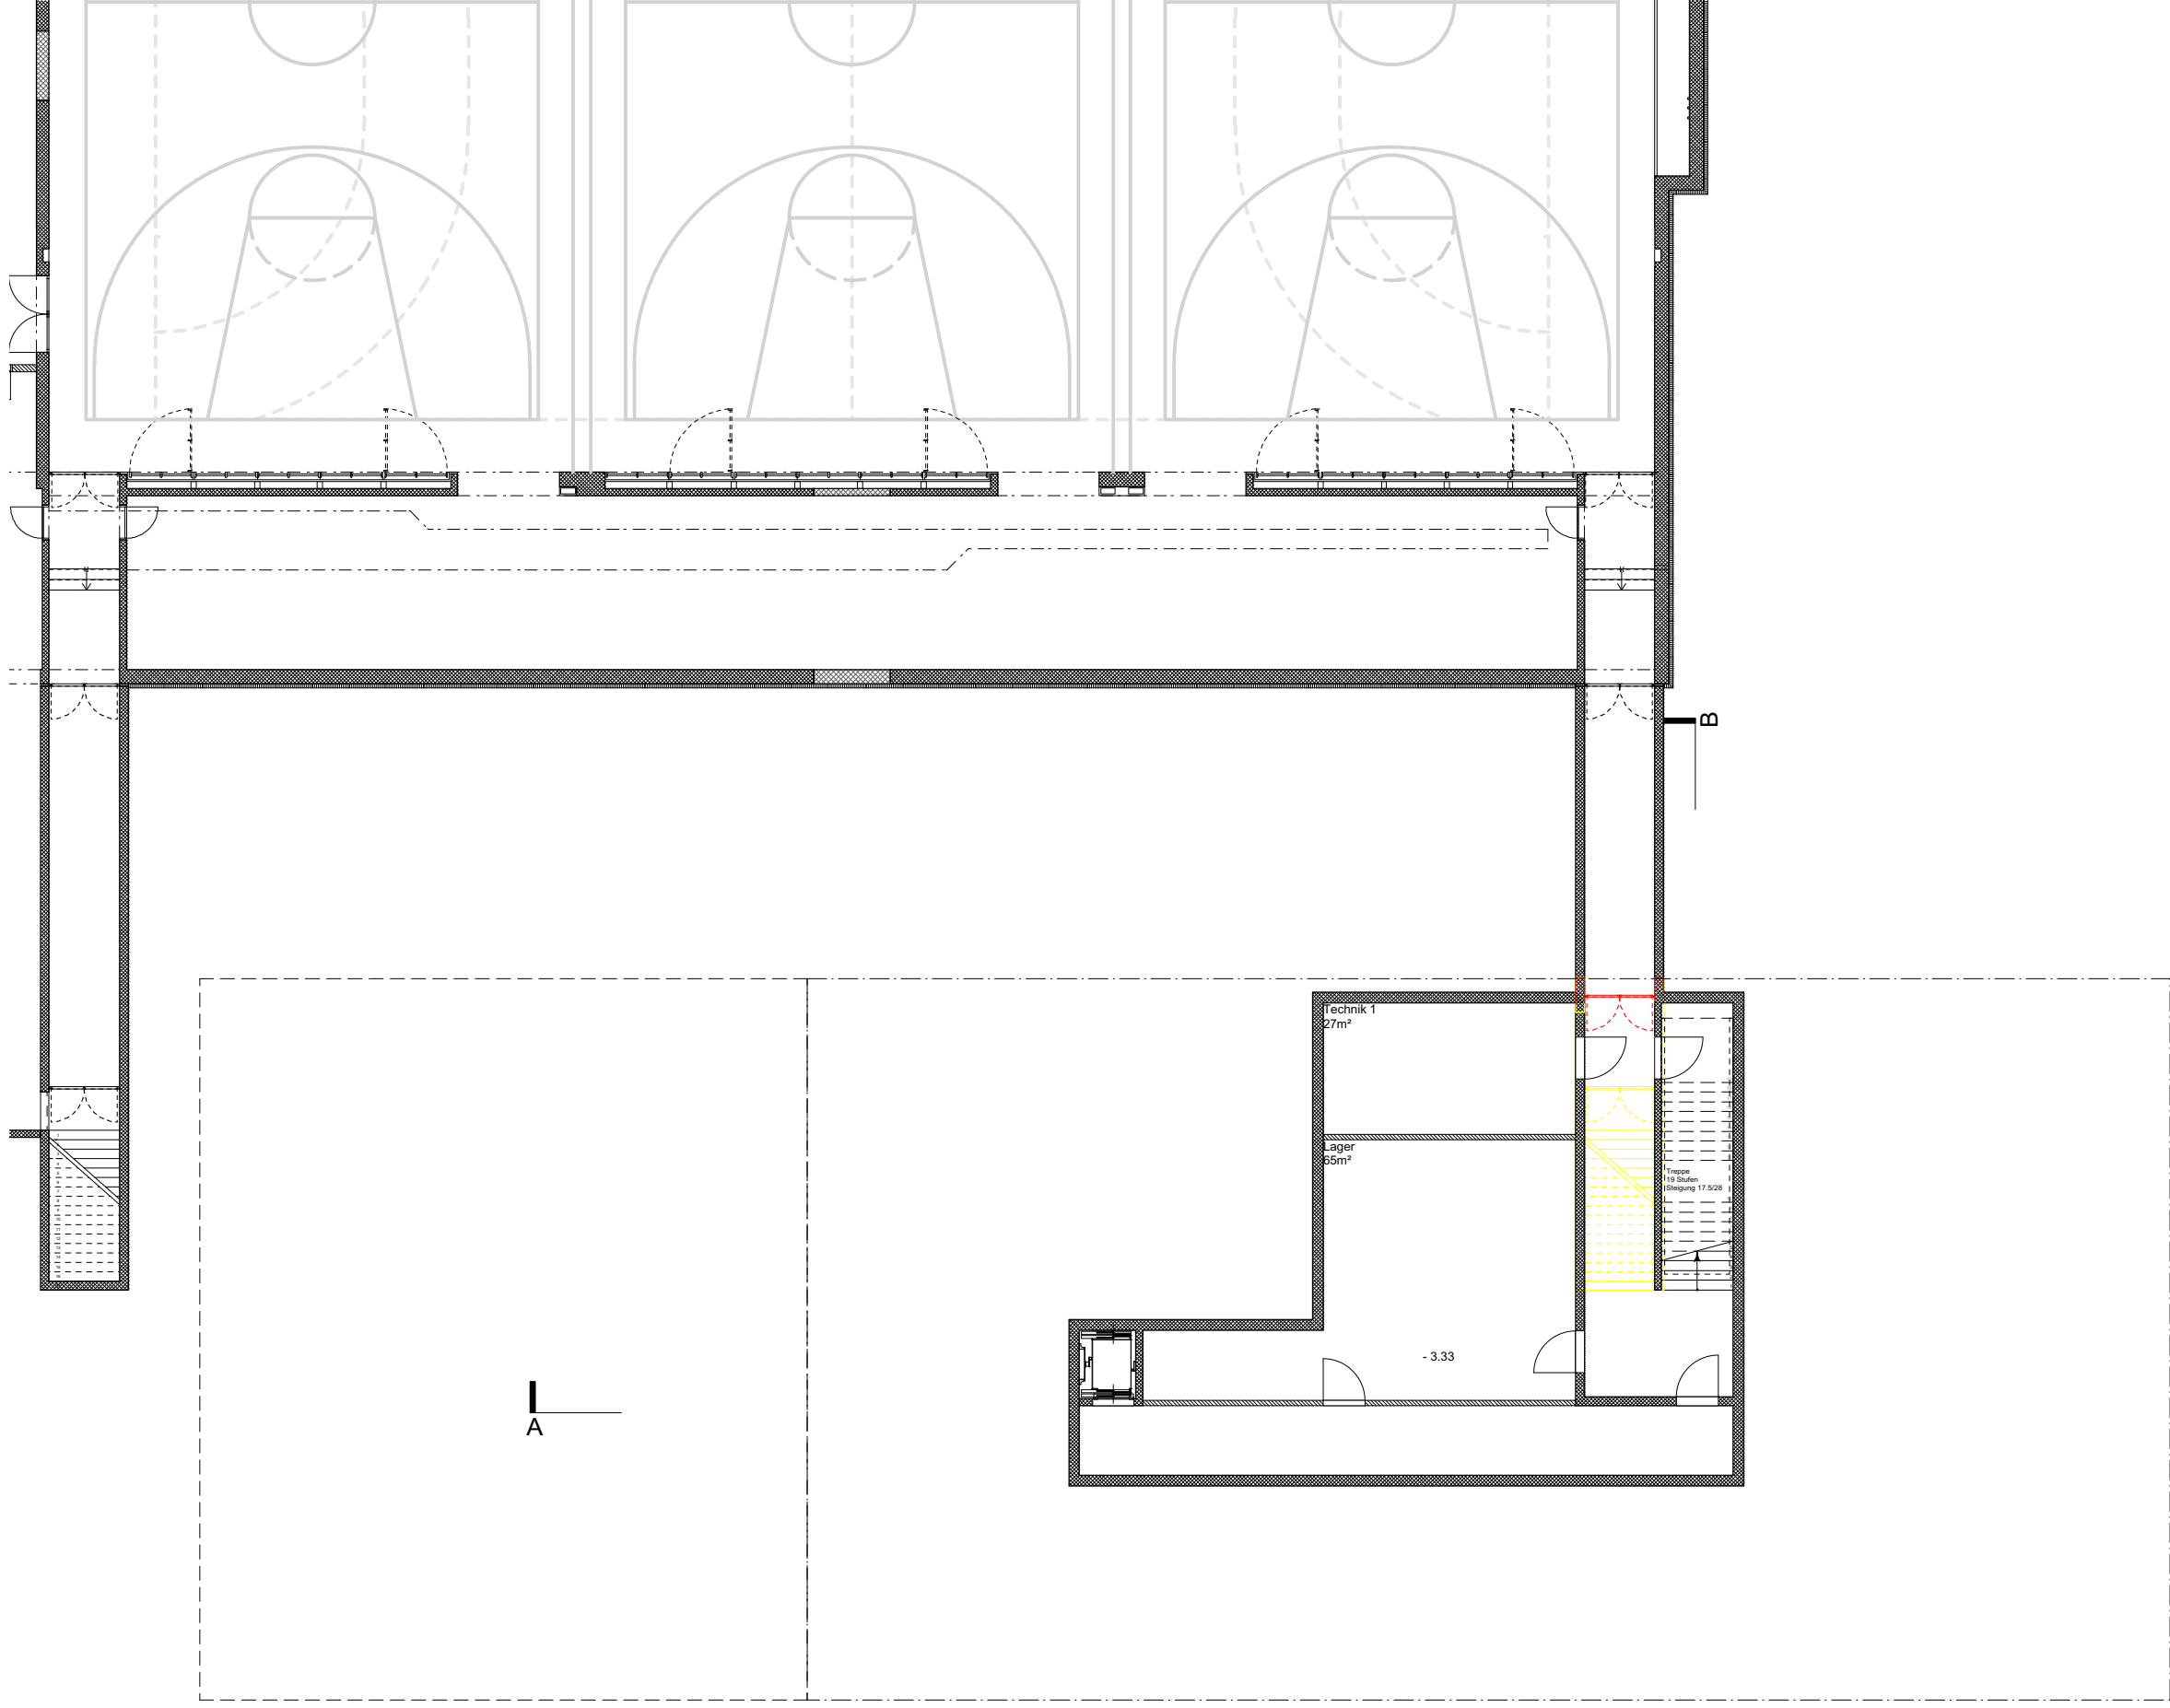 B
Technik 1
27m²
Lager
65m²
Treppe
19 Stufen
Steigung 17.5/28
- 3.33
A